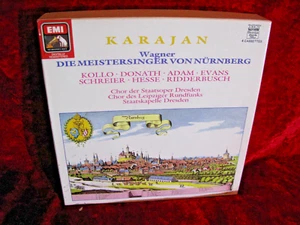 EMI
KARAJAN
Wagner
DIE MEISTERSINGER VON NÜRNBERG
KOLLO · DONATH · ADAM · EVANS
SCHREIER · HESSE · RIDDERBUSCH
Chor der Staatsoper Dresden
Chor des Leipziger Rundfunks
Staatskapelle Dresden